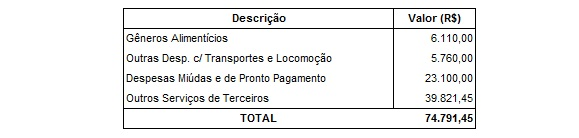 Descrição Valor (R$)
Gêneros Alimentícios 6.110,00
Outras Desp. c/ Transportes e Locomoção 5.760,00
Despesas Miúdas e de Pronto Pagamento 23.100,00
Outros Serviços de Terceiros 39.821,45
TOTAL 74.791,45